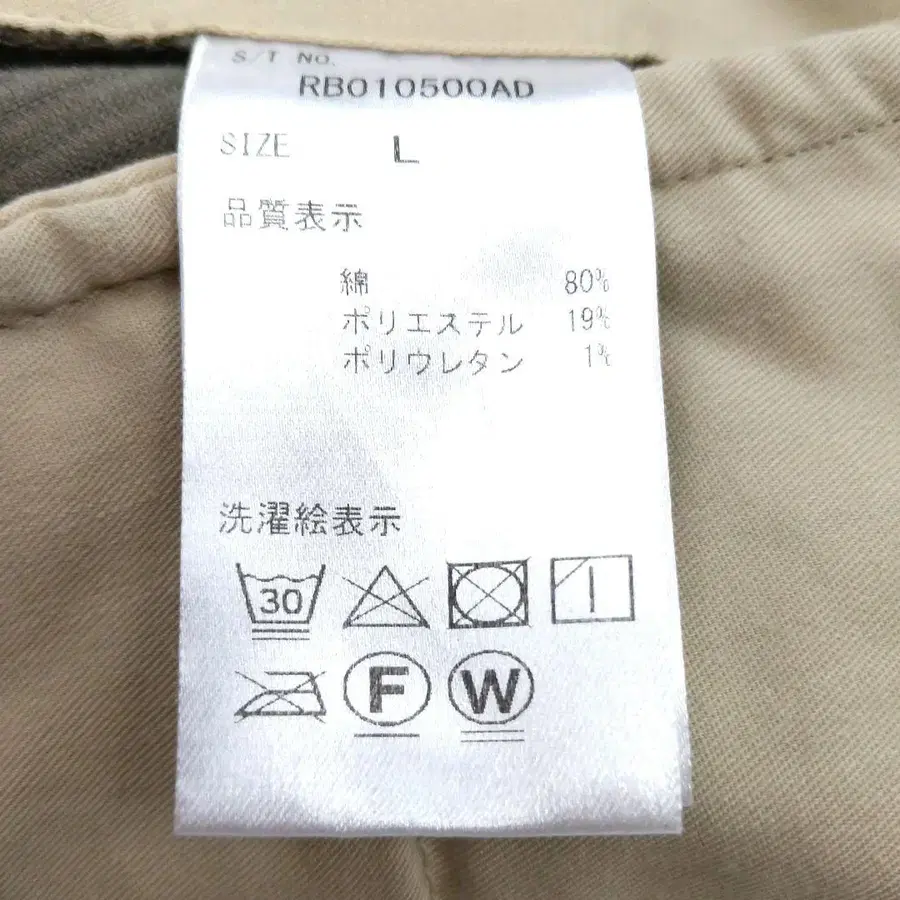 S/T NO.
RB010500AD
SIZE L
品質表示
綿 80%
ポリエステル 19%
ポリウレタン 1%
洗濯絵表示
30
F W